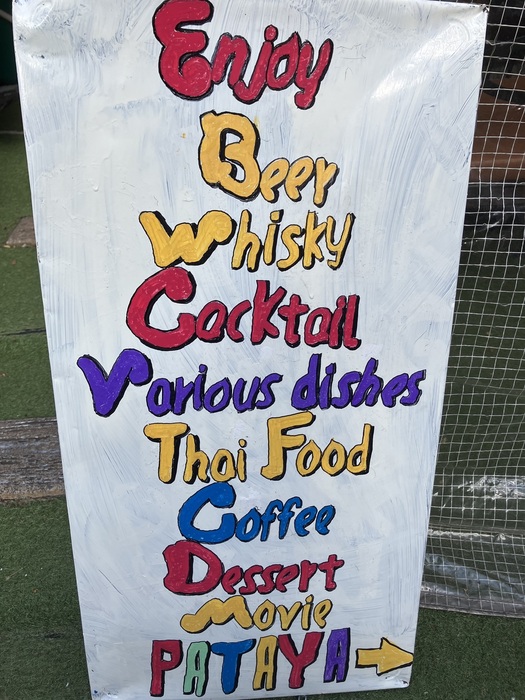 Enjoy
Beer
Whisky
Cocktail
Various dishes
Thai Food
Coffee
Dessert
Movie
PATAYA